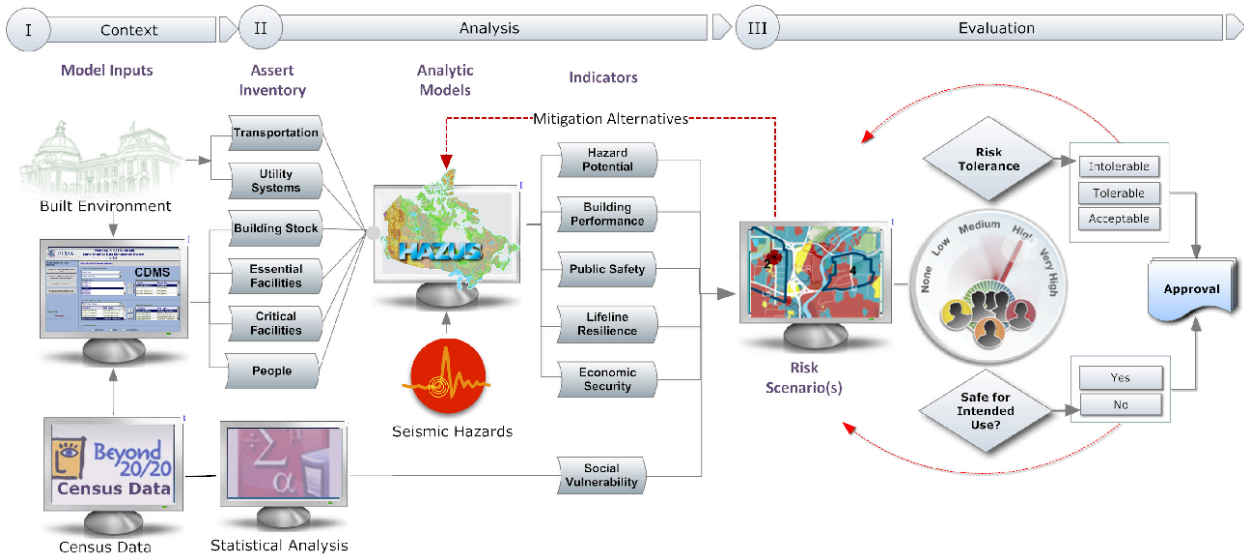 I
Context
II
Analysis
III
Evaluation
Model Inputs
Assert
Inventory
Analytic
Models
Indicators
Built Environment
CDMS
Beyond
20/20
Census Data
Census Data
Σ
α
Statistical Analysis
Transportation
Utility
Systems
Building Stock
Essential
Facilities
Critical
Facilities
People
HAZUS
Seismic Hazards
Mitigation Alternatives
Hazard
Potential
Building
Performance
Public Safety
Lifeline
Resilience
Economic
Security
Social
Vulnerability
2
4
Risk
Scenario(s)
Risk
Tolerance
Intolerable
Tolerable
Acceptable
None
Low
Medium
High
Very High
Safe for
Intended
Use?
Yes
No
Approval